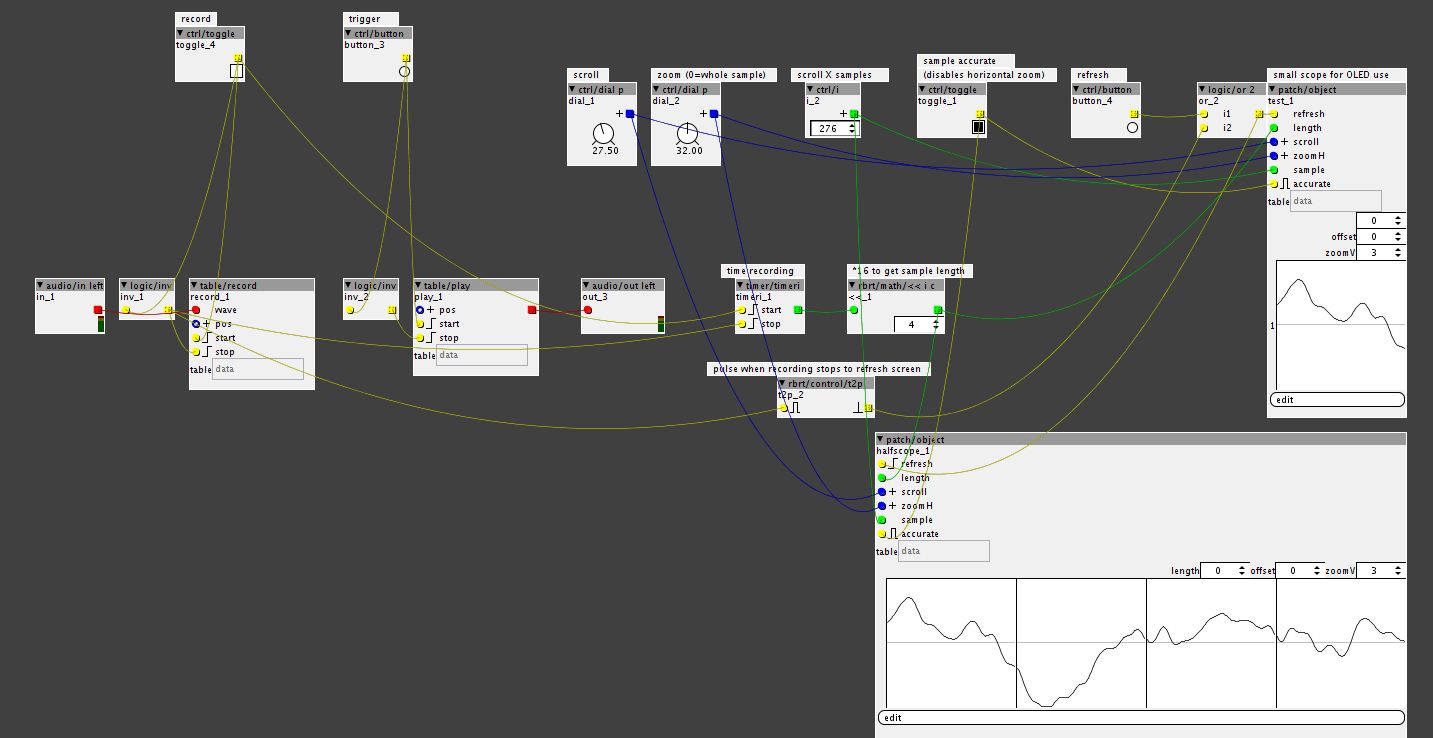 record
ctrl/toggle
toggle_4
trigger
ctrl/button
button_3
scroll
ctrl/dial p
dial_1
+
27.50
zoom (0=whole sample)
ctrl/dial p
dial_2
+
32.00
scroll X samples
ctrl/i
i_2
+
276
sample accurate
(disables horizontal zoom)
ctrl/toggle
toggle_1
refresh
ctrl/button
button_4
logic/or 2
or_2
i1
i2
small scope for OLED use
patch/object
test_1
refresh
length
+ scroll
+ zoomH
sample
accurate
table data
0
offset 0
zoomV 3
1
edit
audio/in left
in_1
logic/inv
inv_1
table/record
record_1
wave
+ pos
start
stop
table data
logic/inv
inv_2
table/play
play_1
+ pos
start
stop
table data
audio/out left
out_3
time recording
timer/timeri
timeri_1
start
stop
*16 to get sample length
rbrt/math/<< i c
<<_1
4
pulse when recording stops to refresh screen
rbrt/control/t2p
t2p_2
patch/object
halfscope_1
refresh
length
+ scroll
+ zoomH
sample
accurate
table data
length 0 offset 0 zoomV 3
edit